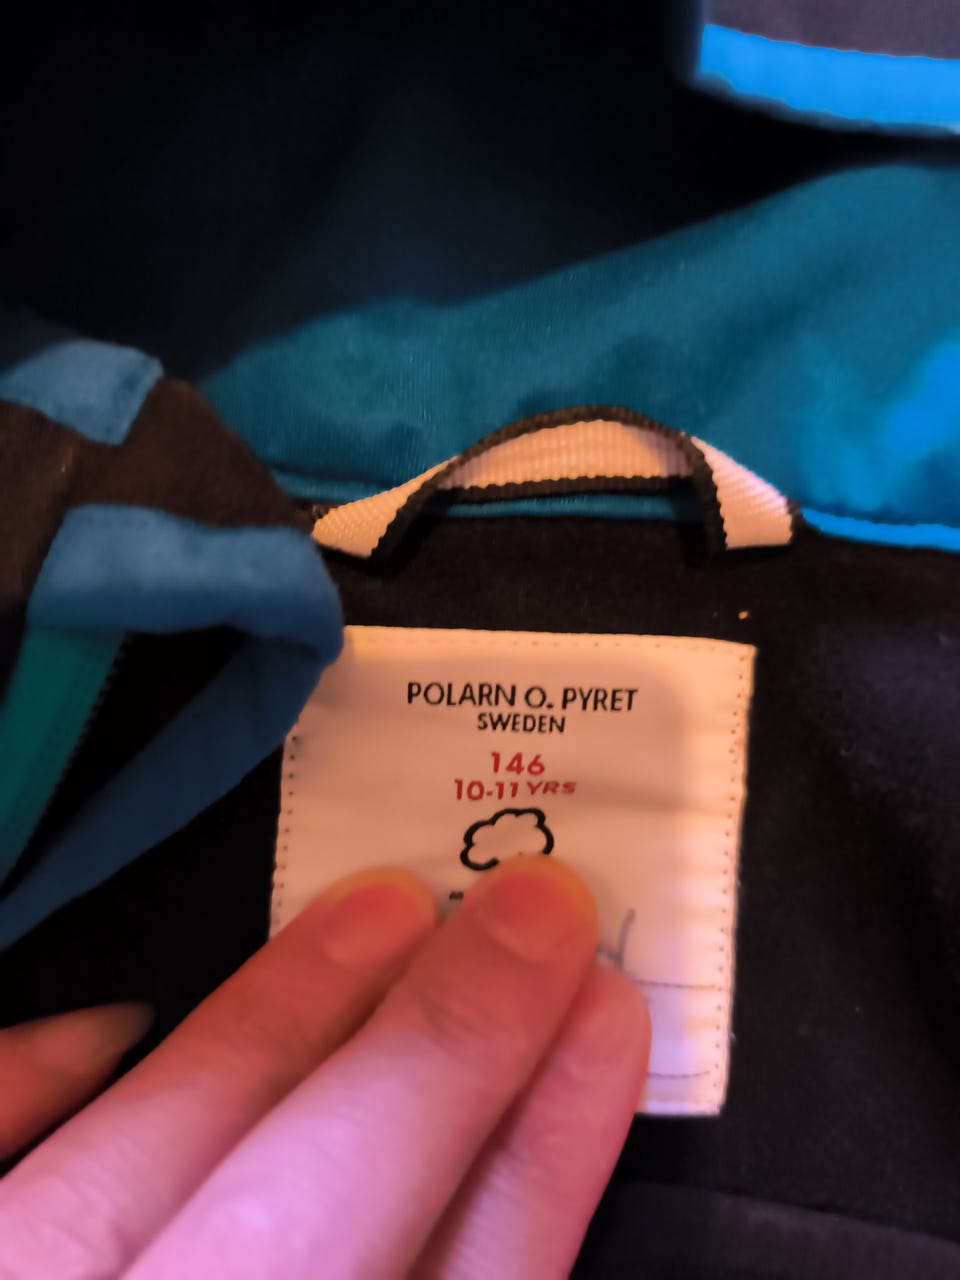 POLARN O. PYRET
SWEDEN
146
10-11 YRS